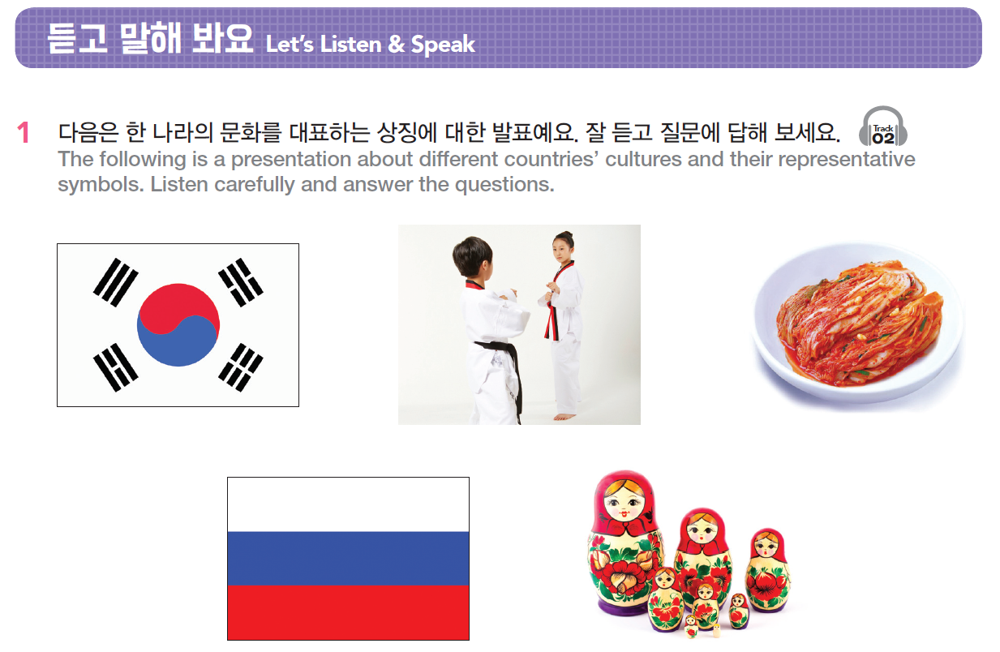 듣고 말해 봐요 Let's Listen & Speak
1 다음은 한 나라의 문화를 대표하는 상징에 대한 발표예요. 잘 듣고 질문에 답해 보세요. Track 02
The following is a presentation about different countries' cultures and their representative
symbols. Listen carefully and answer the questions.